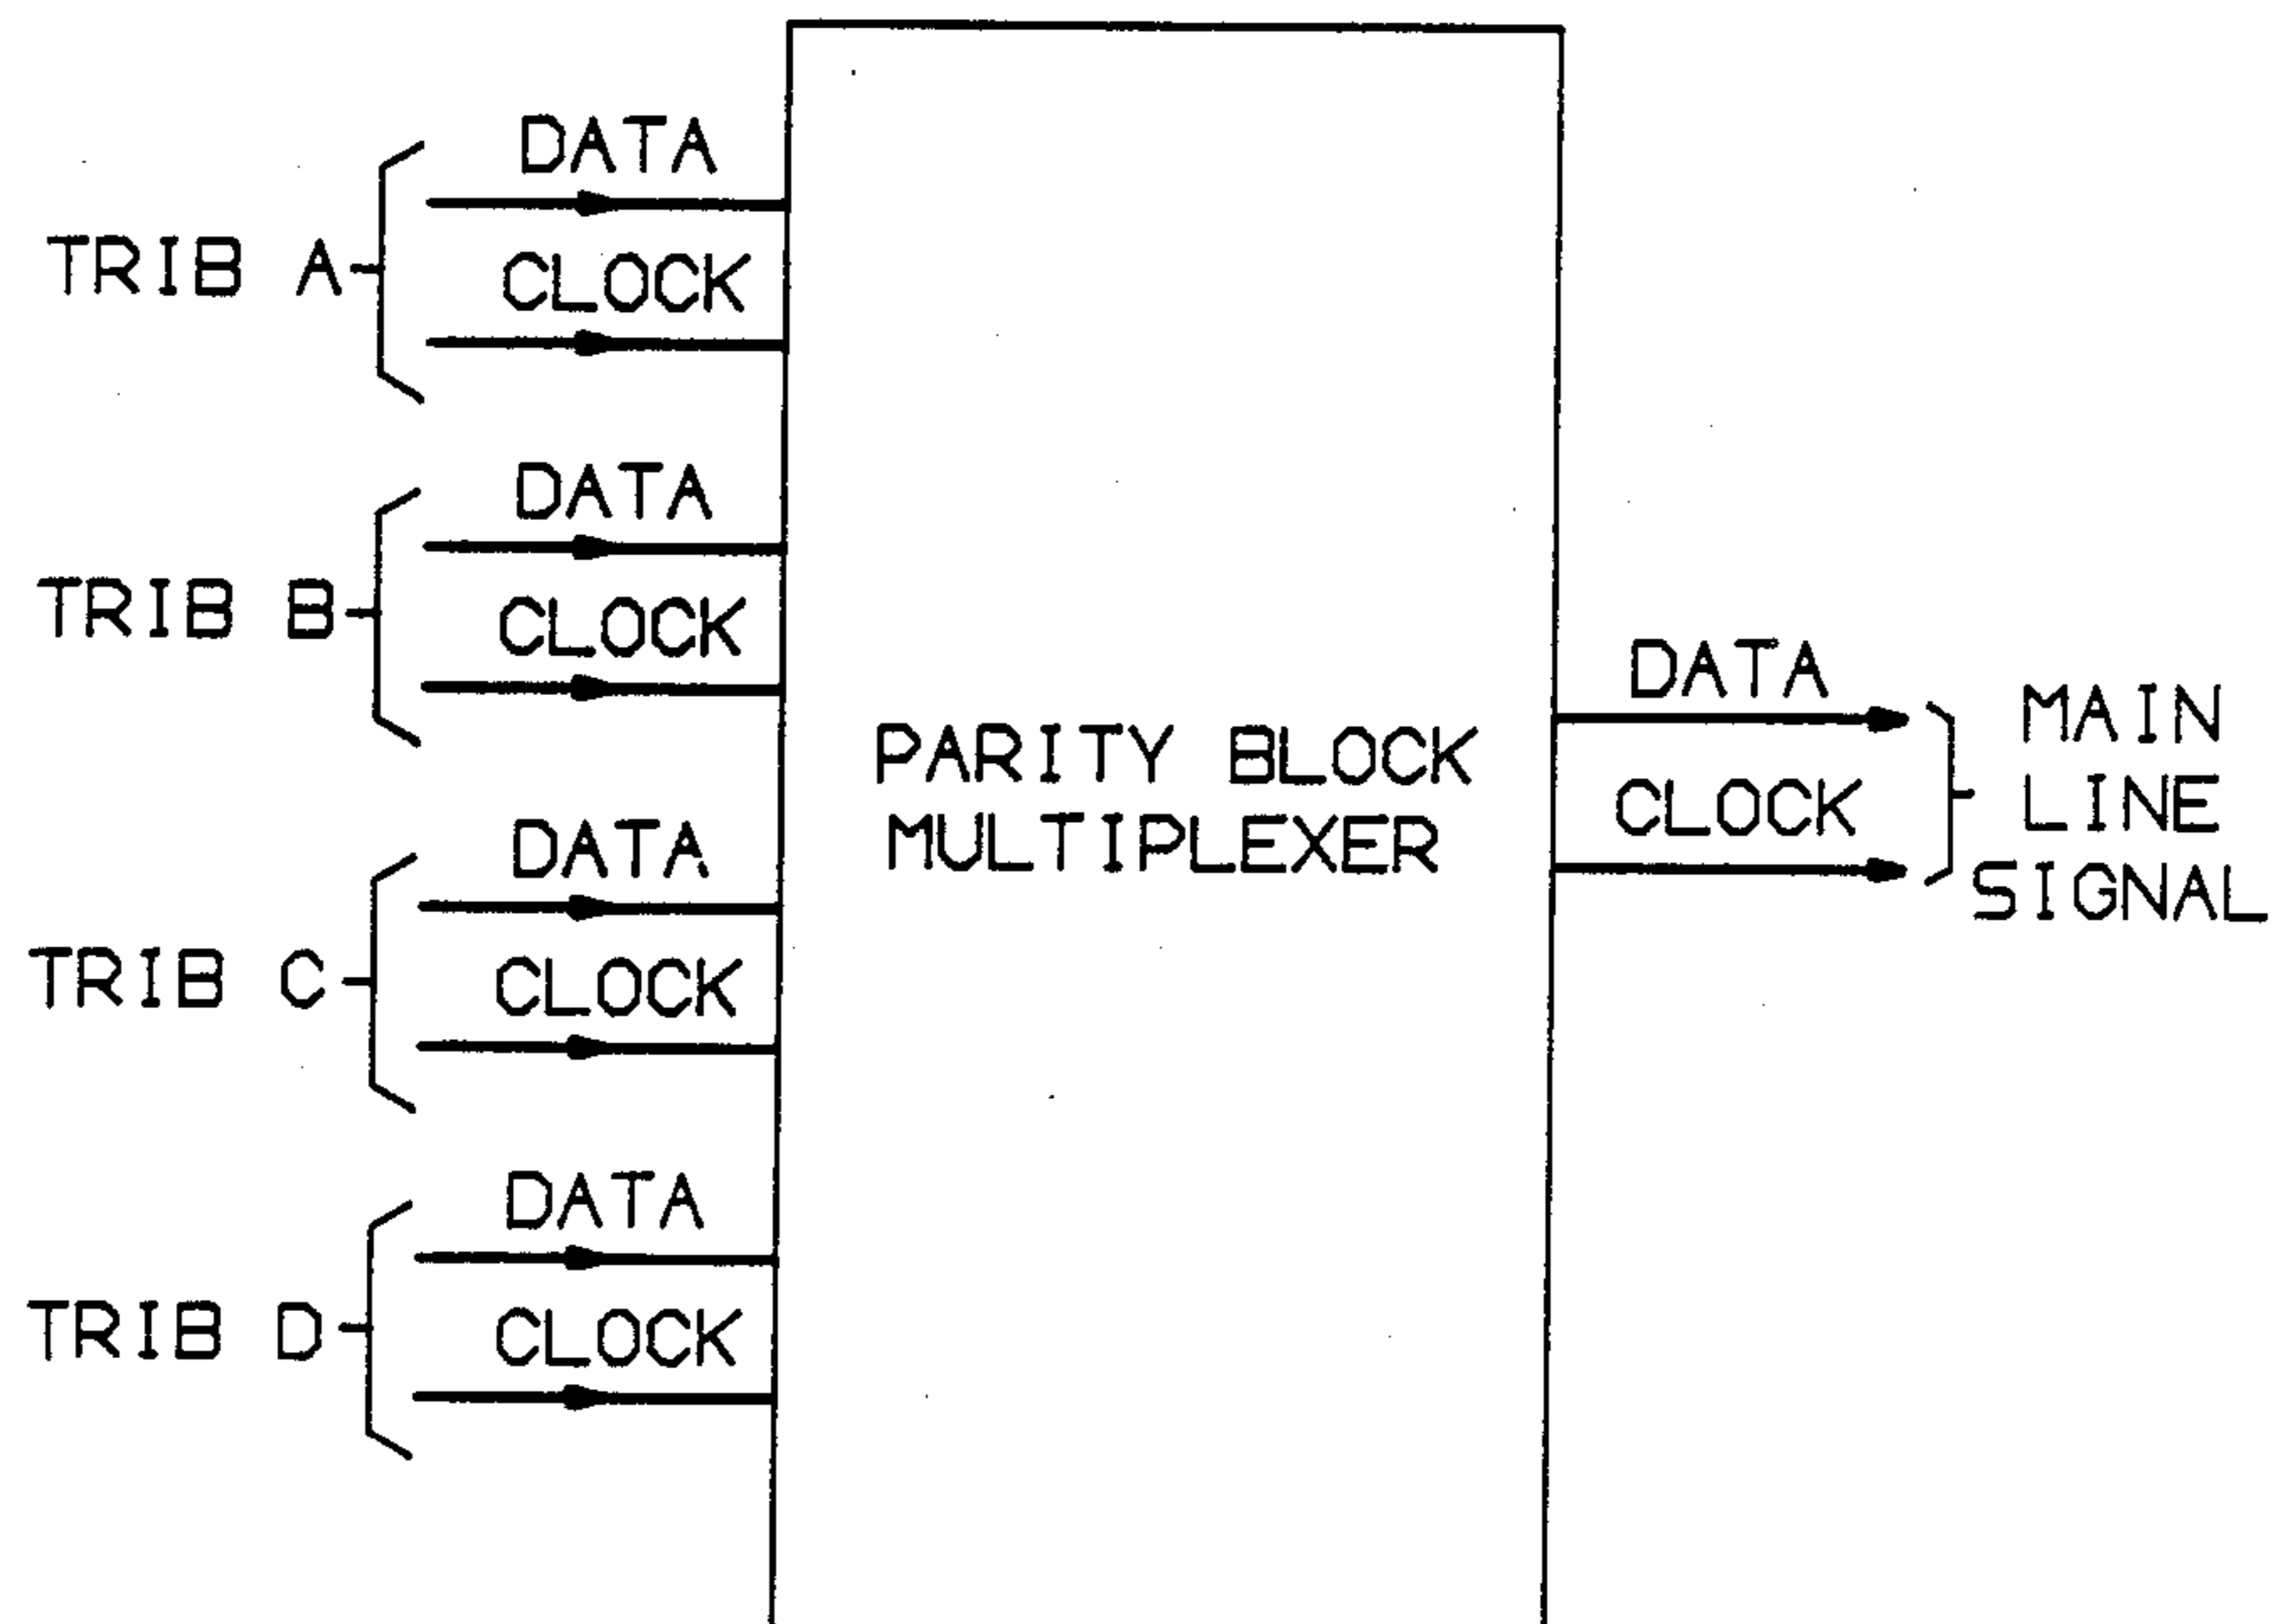 DATA
TRIB A
CLOCK
DATA
TRIB B
CLOCK
DATA
TRIB C
CLOCK
DATA
TRIB D
CLOCK
PARITY BLOCK
MULTIPLEXER
DATA
CLOCK
MAIN
LINE
SIGNAL